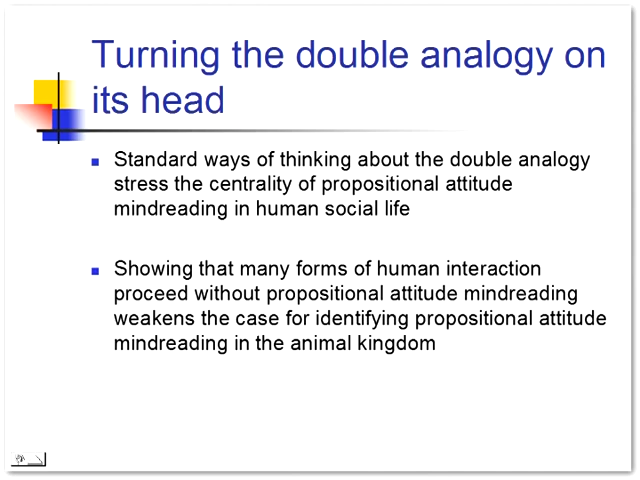 Turning the double analogy on
its head
Standard ways of thinking about the double analogy
stress the centrality of propositional attitude
mindreading in human social life
Showing that many forms of human interaction
proceed without propositional attitude mindreading
weakens the case for identifying propositional attitude
mindreading in the animal kingdom